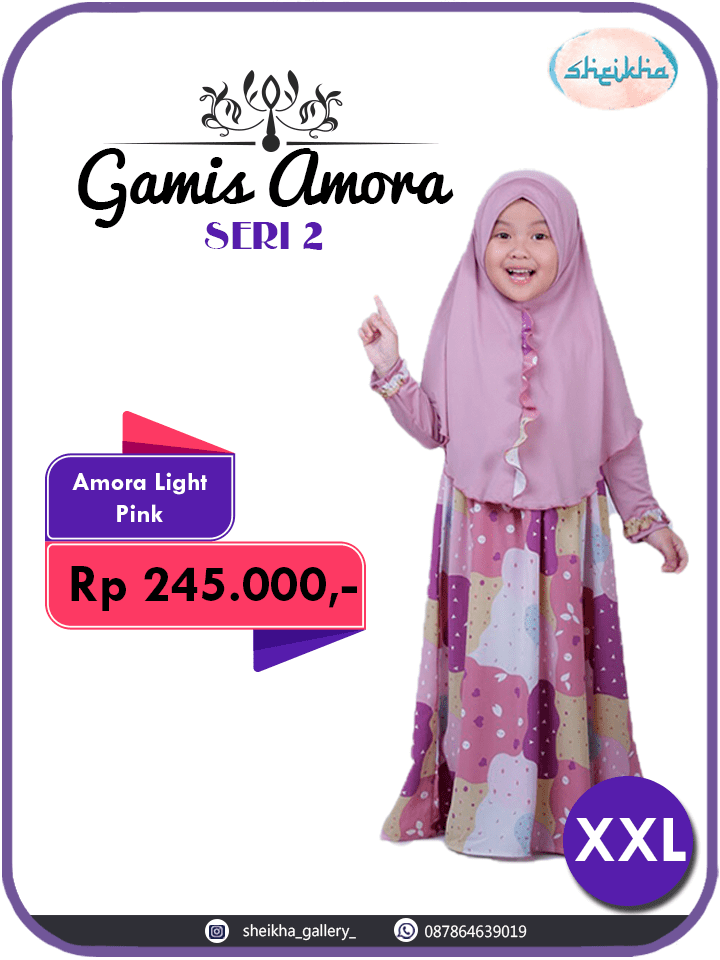 sheikha
Gamis Amora
SERI 2
Amora Light
Pink
Rp 245.000,-
XXL
sheikha_gallery_
087864639019